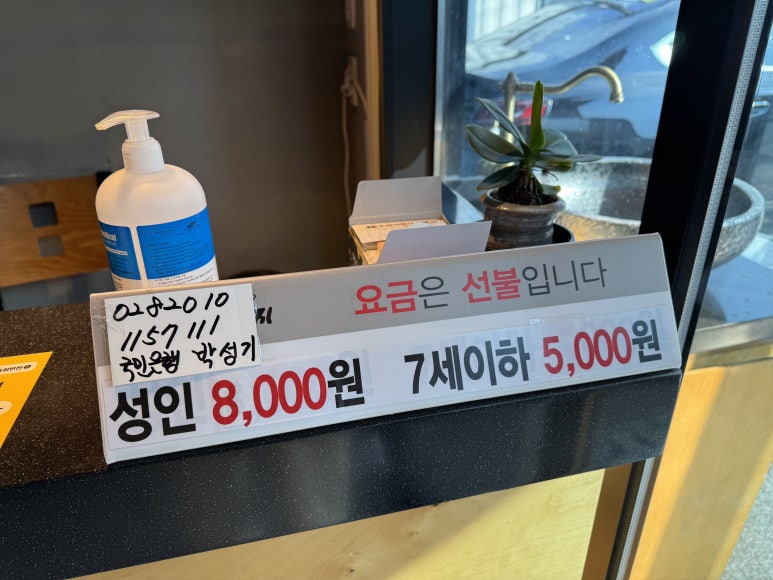 요금은 선불입니다
0282010
1157111
국민은행 박성기
성인 8,000원 7세이하 5,000원